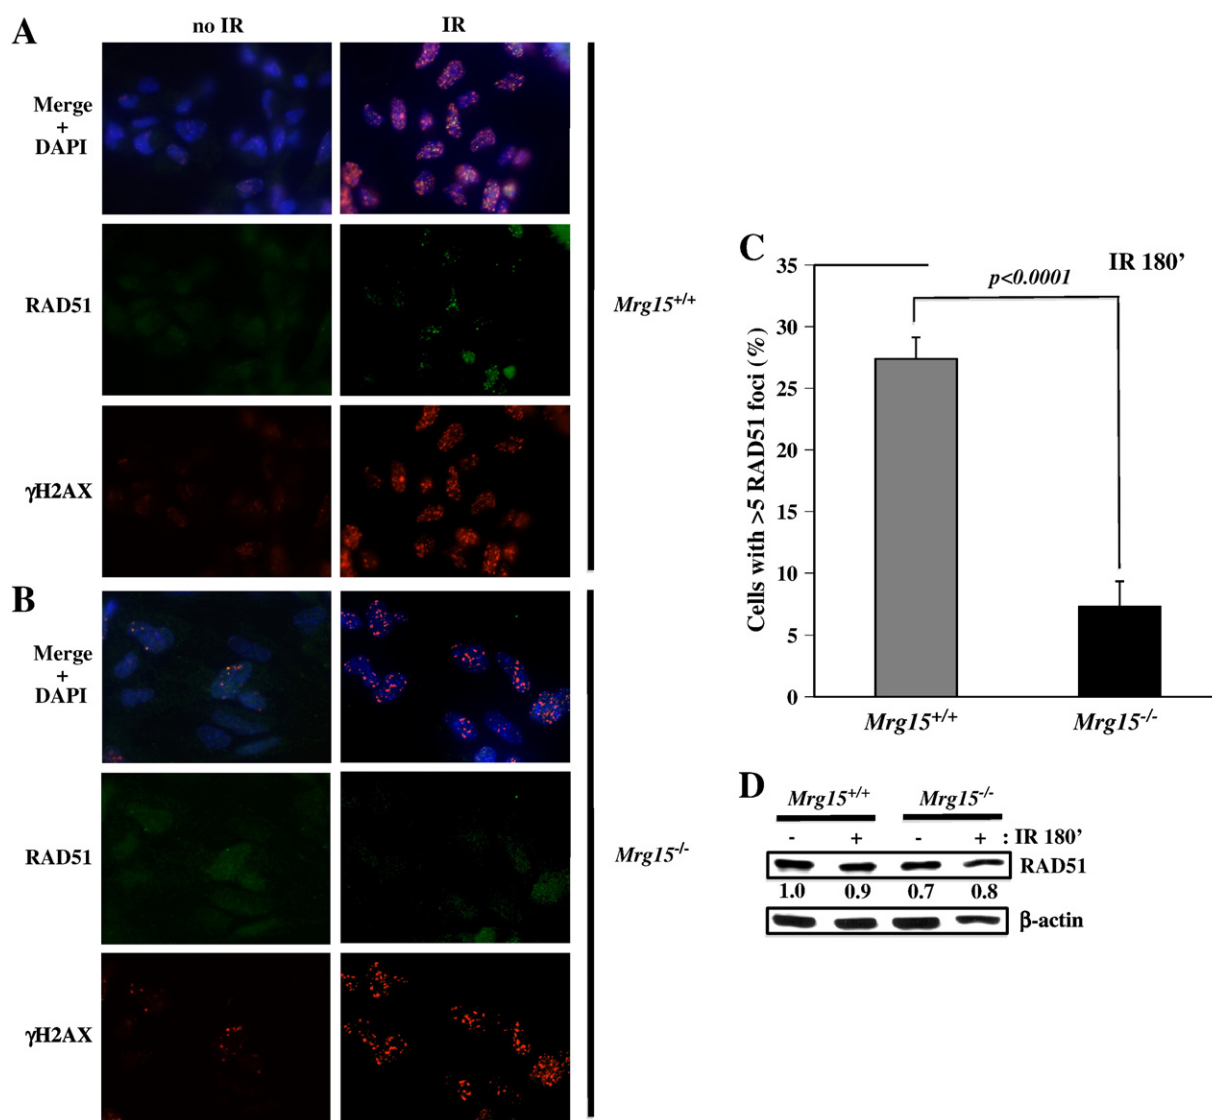 A
no IR
IR
Merge
+
DAPI
RAD51
γH2AX
Mrg15+/+
B
Merge
+
DAPI
RAD51
γH2AX
Mrg15-/-
C
IR 180’
p<0.0001
Cells with >5 RAD51 foci (%)
35
30
25
20
15
10
5
0
Mrg15+/+
Mrg15-/-
D
Mrg15+/+ Mrg15-/-
- + - + : IR 180’
RAD51
1.0 0.9 0.7 0.8
β-actin